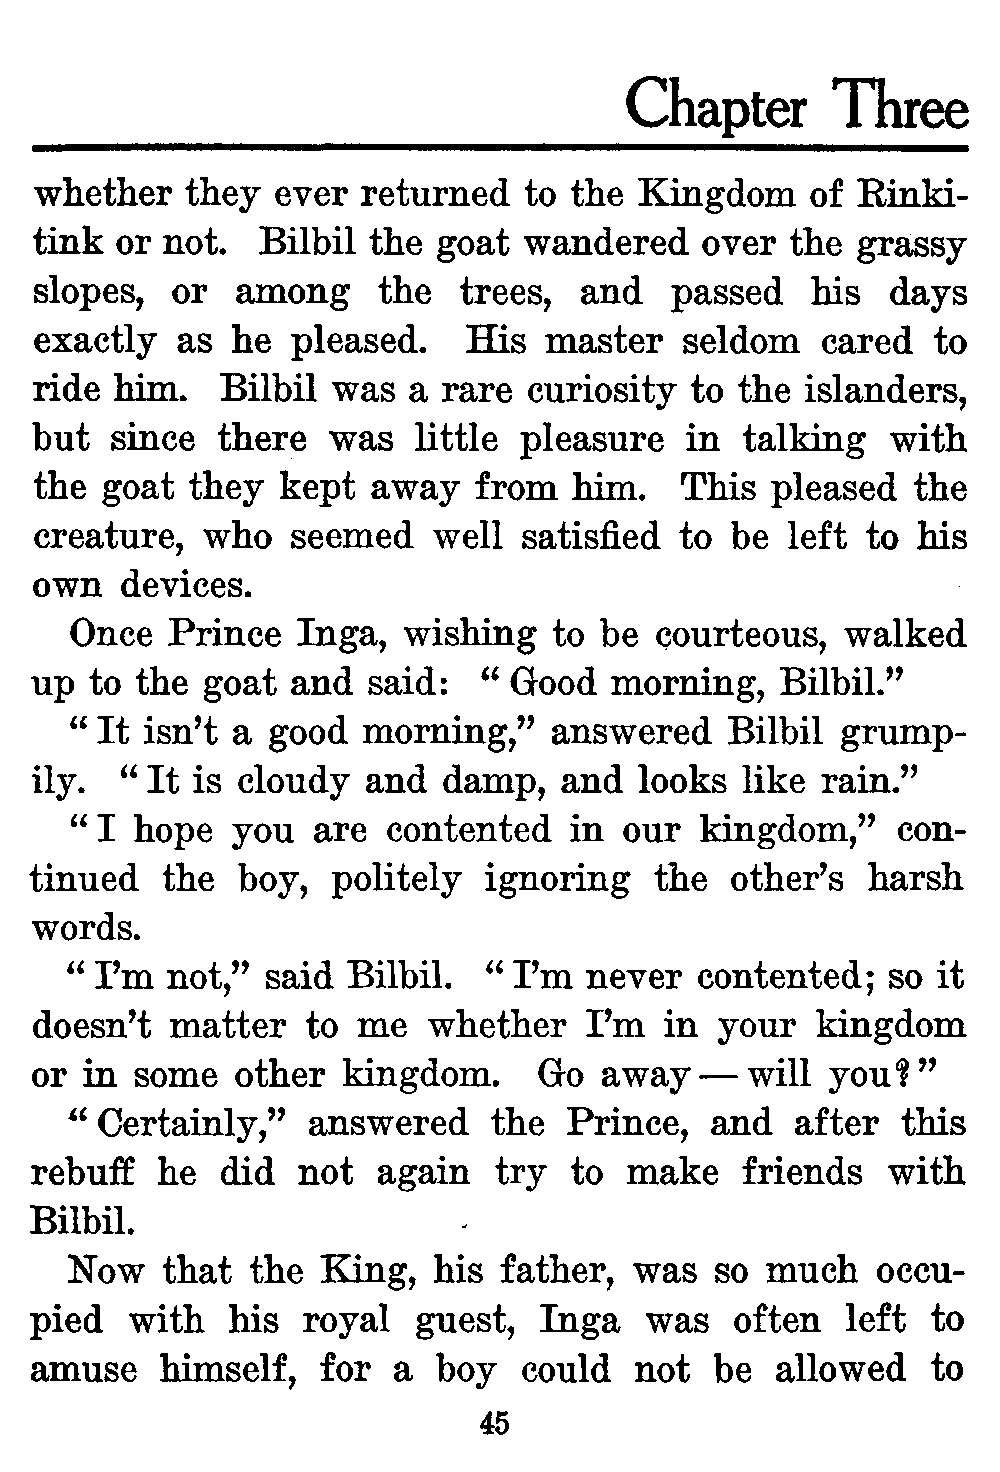 Chapter Three
whether they ever returned to the Kingdom of Rinki-
tink or not. Bilbil the goat wandered over the grassy
slopes, or among the trees, and passed his days
exactly as he pleased. His master seldom cared to
ride him. Bilbil was a rare curiosity to the islanders,
but since there was little pleasure in talking with
the goat they kept away from him. This pleased the
creature, who seemed well satisfied to be left to his
own devices.
Once Prince Inga, wishing to be courteous, walked
up to the goat and said: “ Good morning, Bilbil.”
“ It isn’t a good morning,” answered Bilbil grump-
ily. “ It is cloudy and damp, and looks like rain.”
“ I hope you are contented in our kingdom,” con-
tinued the boy, politely ignoring the other’s harsh
words.
“ I’m not,” said Bilbil. “ I’m never contented; so it
doesn’t matter to me whether I’m in your kingdom
or in some other kingdom. Go away — will you? ”
“ Certainly,” answered the Prince, and after this
rebuff he did not again try to make friends with
Bilbil.
Now that the King, his father, was so much occu-
pied with his royal guest, Inga was often left to
amuse himself, for a boy could not be allowed to
45